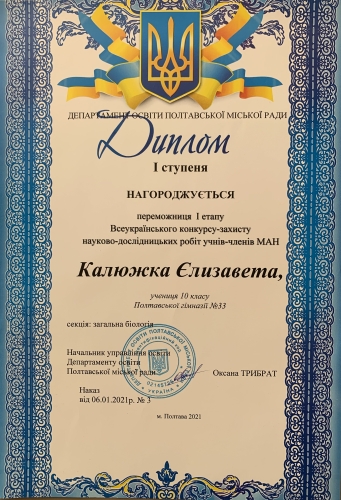 ДЕПАРТАМЕНТ ОСВІТИ ПОЛТАВСЬКОЇ МІСЬКОЇ РАДИ
Диплом
І ступеня
НАГОРОДЖУЄТЬСЯ
переможниця І етапу
Всеукраїнського конкурсу-захисту
науково-дослідницьких робіт учнів-членів МАН
Калюжка Єлизавета,
учениця 10 класу
Полтавської гімназії №33
секція: загальна біологія
Начальник управління освіти
Департаменту освіти
Полтавської міської ради
Оксана ТРИБРАТ
Наказ
від 06.01.2021р. № 3
м. Полтава 2021